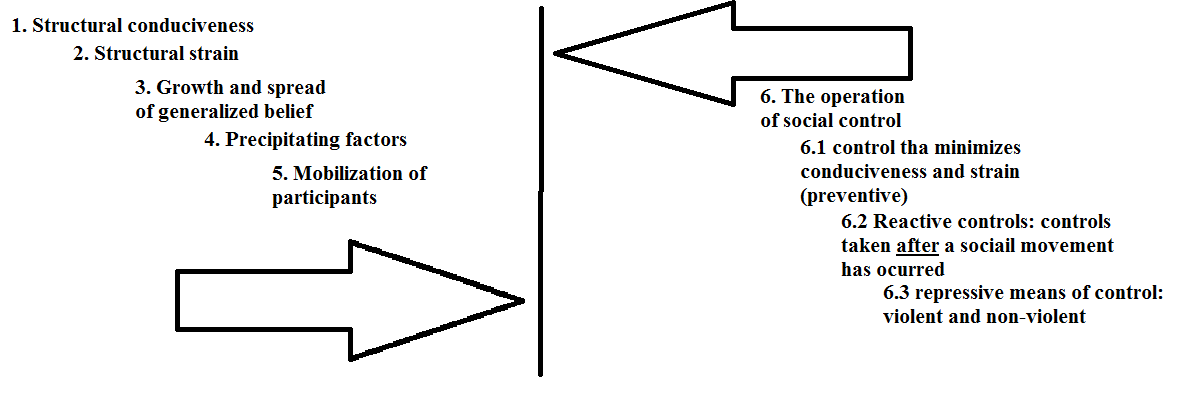 1. Structural conduciveness
2. Structural strain
3. Growth and spread
of generalized belief
4. Precipitating factors
5. Mobilization of
participants
6. The operation
of social control
6.1 control tha minimizes
conduciveness and strain
(preventive)
6.2 Reactive controls: controls
taken after a sociail movement
has ocurred
6.3 repressive means of control:
violent and non-violent